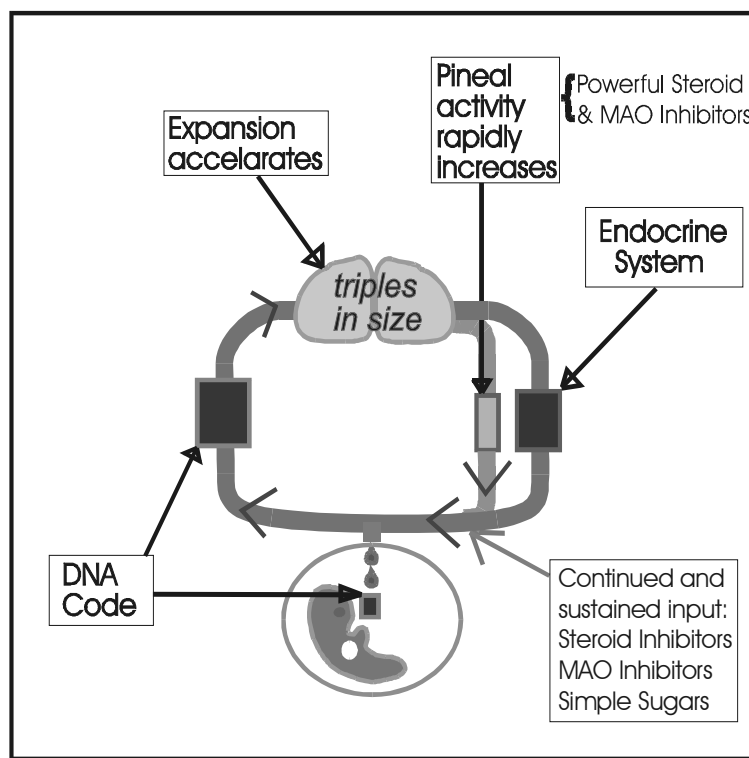 Pineal
activity
rapidly
increases
Powerful Steroid
& MAO Inhibitors
Expansion
accelarates
Endocrine
System
triples
in size
DNA
Code
Continued and
sustained input:
Steroid Inhibitors
MAO Inhibitors
Simple Sugars